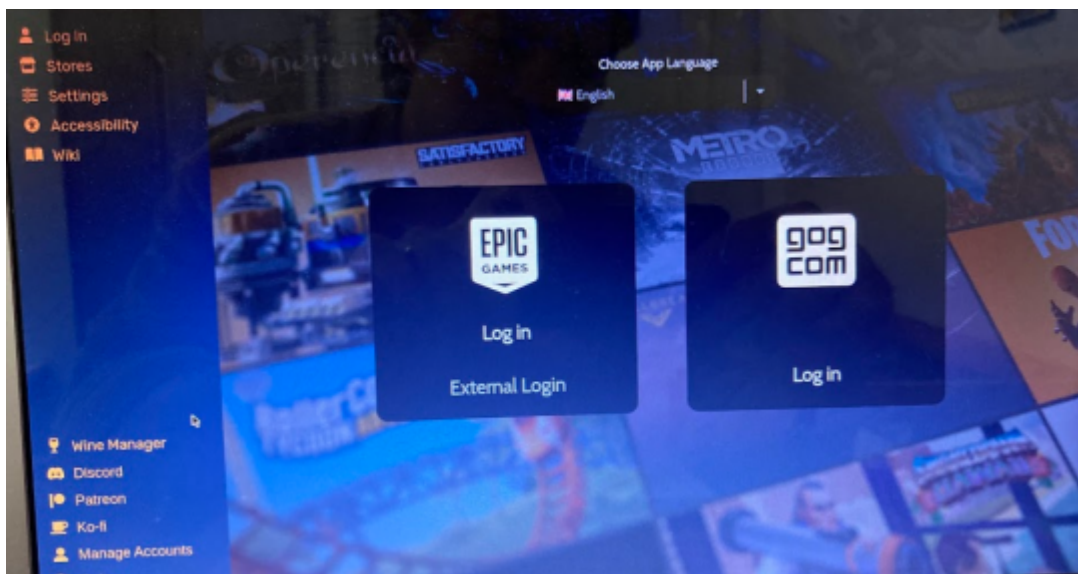 Log In
Stores
Settings
Accessibility
Wiki
Choose App Language
English
SATISFACTORY
METRO
EPIC
GAMES
Log in
External Login
gog
com
Log in
Wine Manager
Discord
Patreon
Ko-fi
Manage Accounts